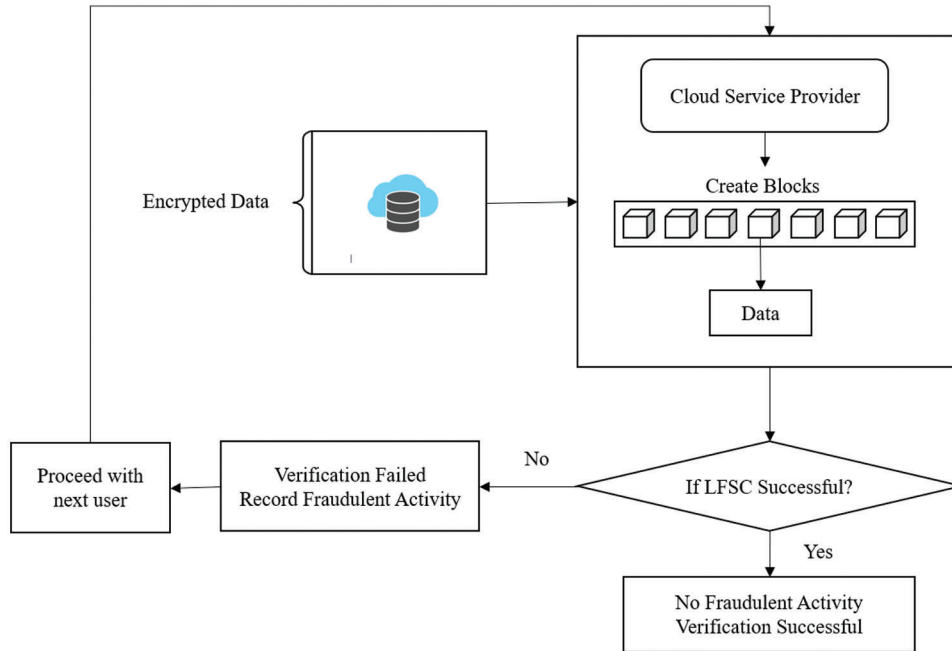 Cloud Service Provider
Create Blocks
Encrypted Data
Data
If LFSC Successful?
No
Verification Failed
Record Fraudulent Activity
Proceed with
next user
Yes
No Fraudulent Activity
Verification Successful